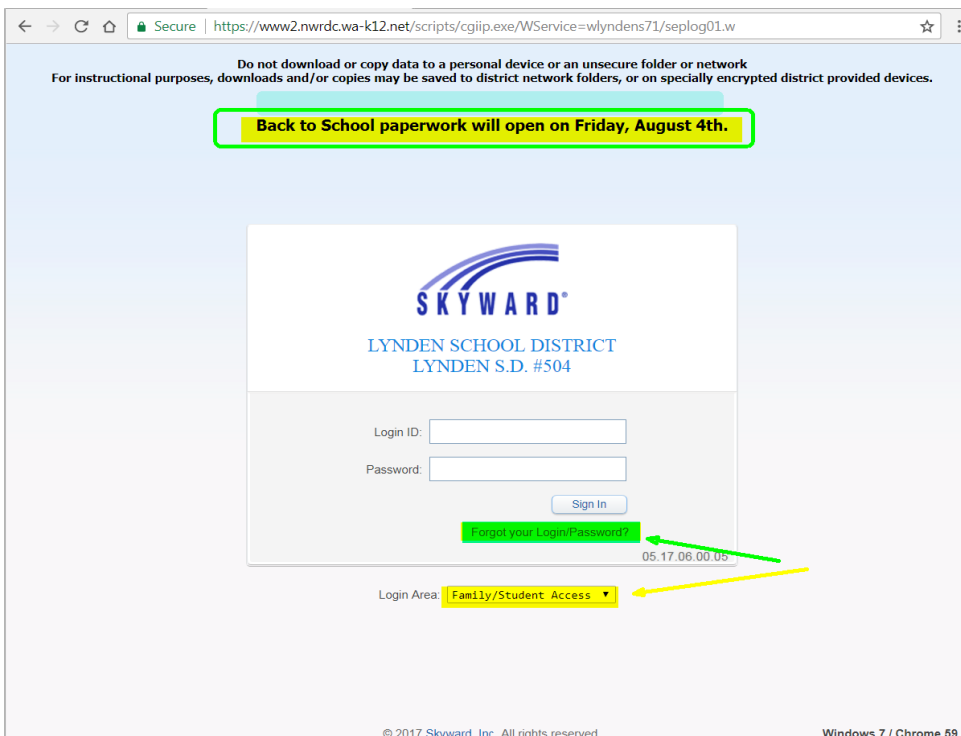 Secure https://www2.nwrdc.wa-k12.net/scripts/cgiip.exe/WService=wlyndens71/seplog01.w
Do not download or copy data to a personal device or an unsecure folder or network
For instructional purposes, downloads and/or copies may be saved to district network folders, or on specially encrypted district provided devices.
Back to School paperwork will open on Friday, August 4th.
SKYWARD®
LYNDEN SCHOOL DISTRICT
LYNDEN S.D. #504
Login ID:
Password:
Sign In
Forgot your Login/Password?
05.17.06.00.05
Login Area: Family/Student Access
© 2017 Skyward, Inc. All rights reserved.
Windows 7 / Chrome 59